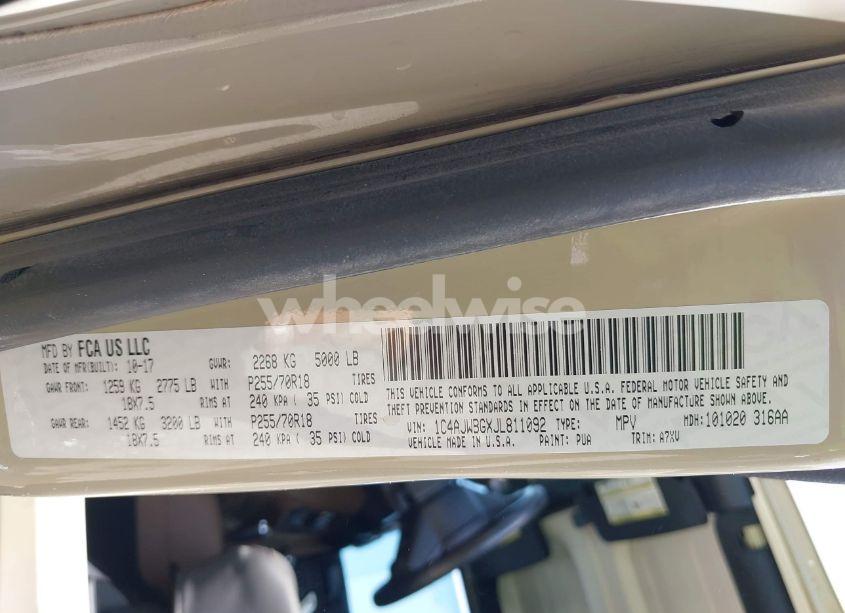 wheelwise
MFD BY FCA US LLC
DATE OF MFR(BUILT): 10-17 GVWR: 2268 KG 5000 LB
GAWR FRONT: 1259 KG 2775 LB WITH P255/70R18 TIRES
18X7.5 RIMS AT 240 KPA ( 35 PSI) COLD
GAWR REAR: 1452 KG 3200 LB WITH P255/70R18 TIRES
18X7.5 RIMS AT 240 KPA ( 35 PSI) COLD
THIS VEHICLE CONFORMS TO ALL APPLICABLE U.S.A. FEDERAL MOTOR VEHICLE SAFETY AND
THEFT PREVENTION STANDARDS IN EFFECT ON THE DATE OF MANUFACTURE SHOWN ABOVE.
VIN: 1C4AJWBGXJL811092 TYPE: MPV MDH: 101020 316AA
VEHICLE MADE IN U.S.A. PAINT: PUA TRIM: A7XV